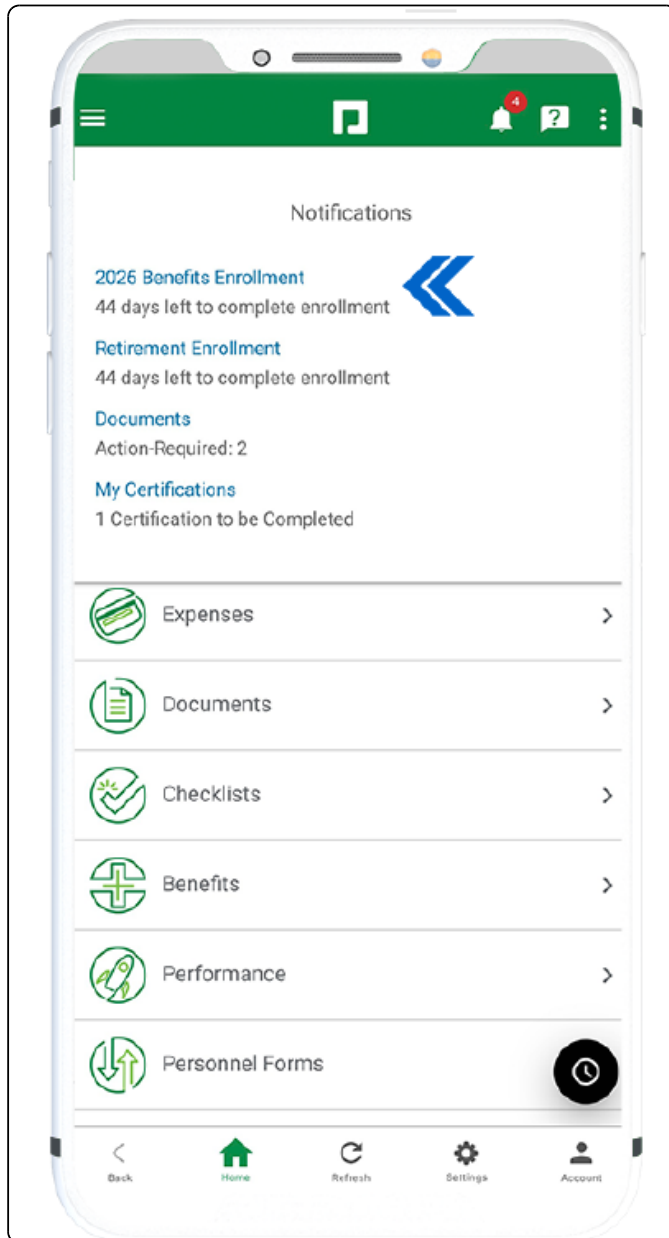 4
?
Notifications
2026 Benefits Enrollment
44 days left to complete enrollment
Retirement Enrollment
44 days left to complete enrollment
Documents
Action-Required: 2
My Certifications
1 Certification to be Completed
Expenses
Documents
Checklists
Benefits
Performance
Personnel Forms
Back
Home
Refresh
Settings
Account